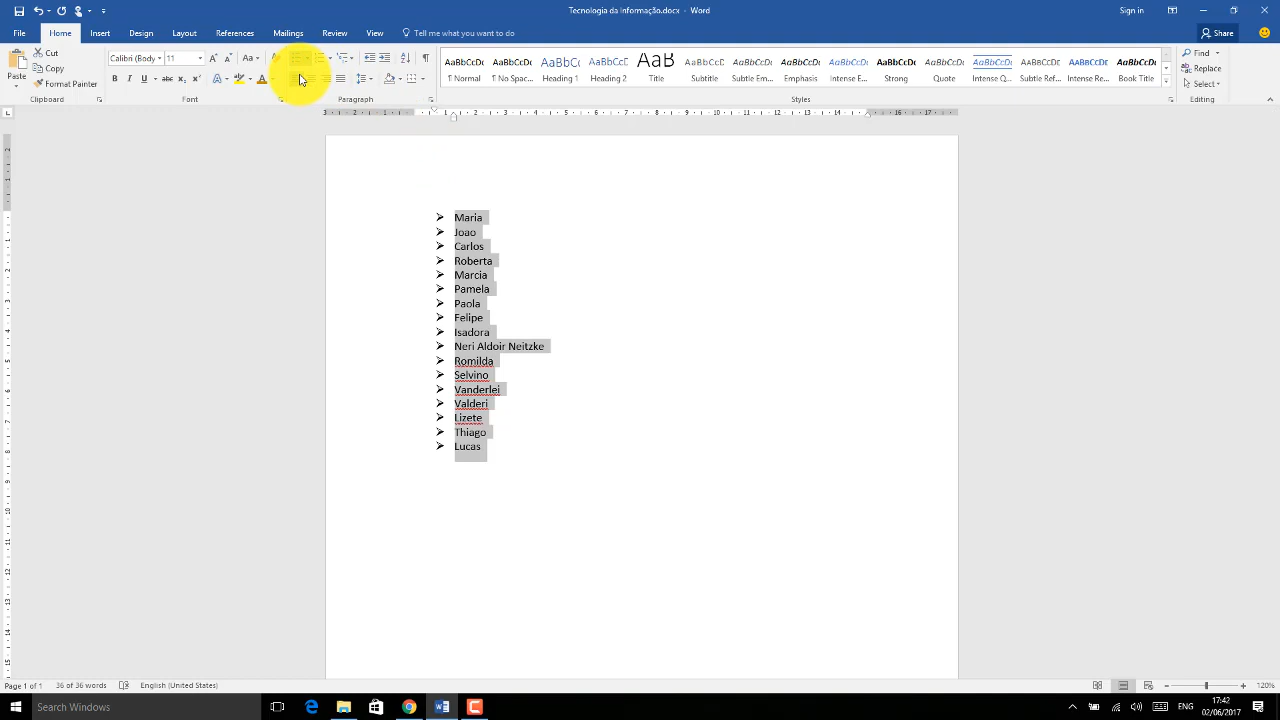 Tecnologia da Informação.docx - Word
Sign in
File Home Insert Design Layout References Mailings Review View Tell me what you want to do
Share
Paste
Cut
Copy
Format Painter
Clipboard
Calibri (Body
11
Font
Paragraph
¶ Normal
¶ No Spac...
Heading 1
Heading 2
Title
Subtitle
Subtle Em...
Emphasis
Intense E...
Strong
Quote
Intense Q...
Subtle Ref...
Intense Re...
Book Title
Styles
Find
Replace
Select
Editing
Maria
Joao
Carlos
Roberta
Marcia
Pamela
Paola
Felipe
Isadora
Neri Aldoir Neitzke
Romilda
Selvino
Vanderlei
Valderi
Lizete
Thiago
Lucas
Page 1 of 1 36 of 36 words English (United States)
120%
Search Windows
ENG
17:42
02/06/2017